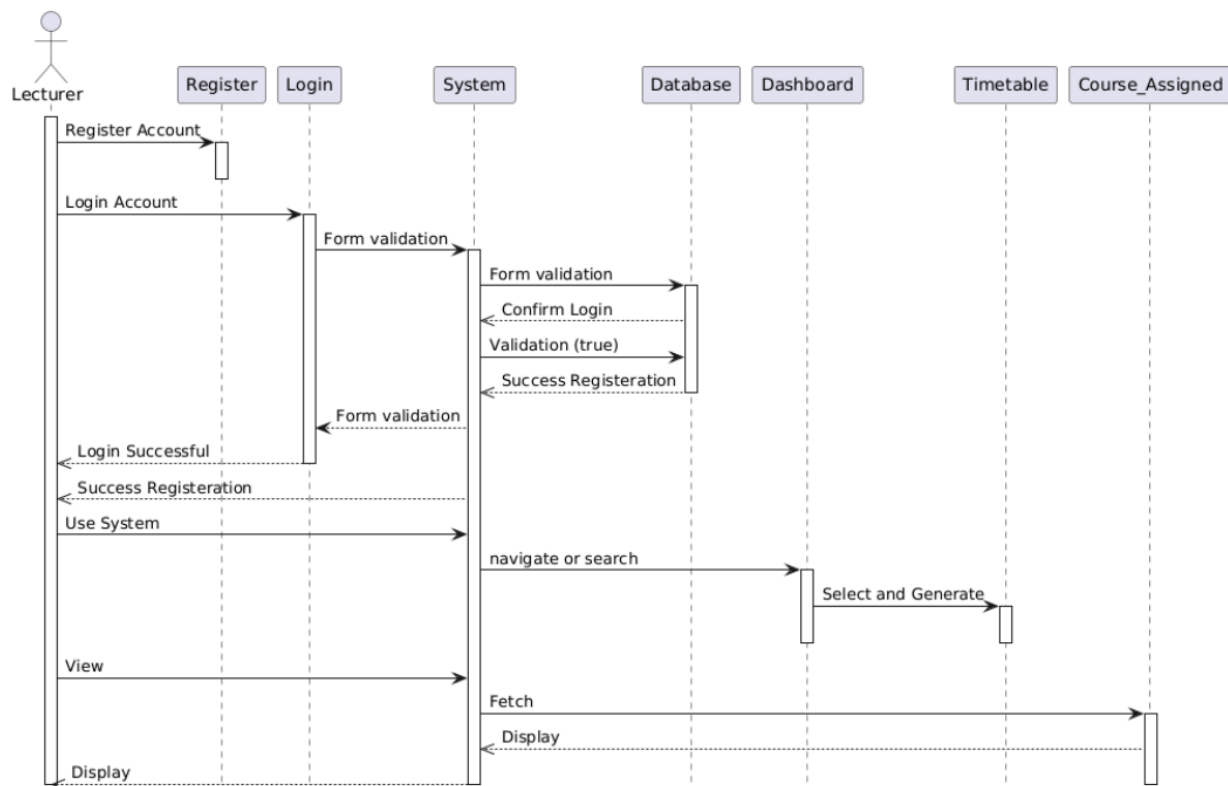 Lecturer
Register
Login
System
Database
Dashboard
Timetable
Course_Assigned
Register Account
Login Account
Form validation
Form validation
Confirm Login
Validation (true)
Success Registeration
Form validation
Login Successful
Success Registeration
Use System
navigate or search
Select and Generate
View
Fetch
Display
Display